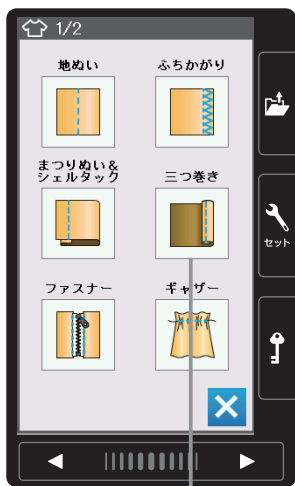 1/2
地ぬい
ふちかがり
まつりぬい&
シェルタック
三つ巻き
ファスナー
ギャザー
セット